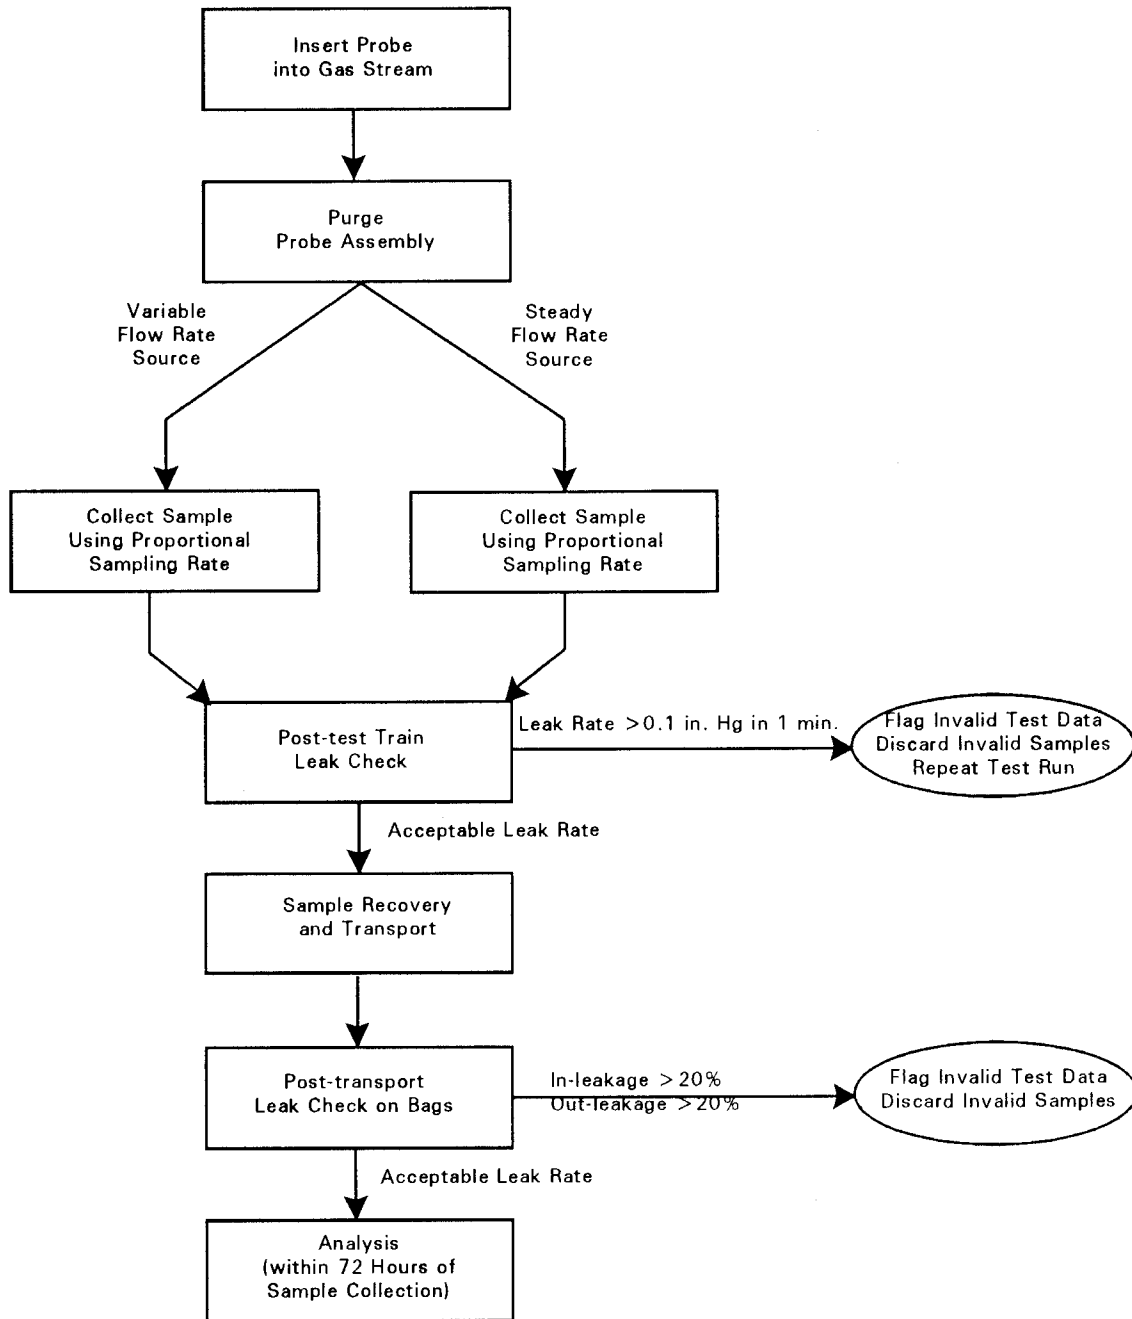 Insert Probe
into Gas Stream
Purge
Probe Assembly
Variable
Flow Rate
Source
Steady
Flow Rate
Source
Collect Sample
Using Proportional
Sampling Rate
Collect Sample
Using Proportional
Sampling Rate
Post-test Train
Leak Check
Leak Rate >0.1 in. Hg in 1 min.
Flag Invalid Test Data
Discard Invalid Samples
Repeat Test Run
Acceptable Leak Rate
Sample Recovery
and Transport
Post-transport
Leak Check on Bags
In-leakage >20%
Out-leakage >20%
Flag Invalid Test Data
Discard Invalid Samples
Acceptable Leak Rate
Analysis
(within 72 Hours of
Sample Collection)